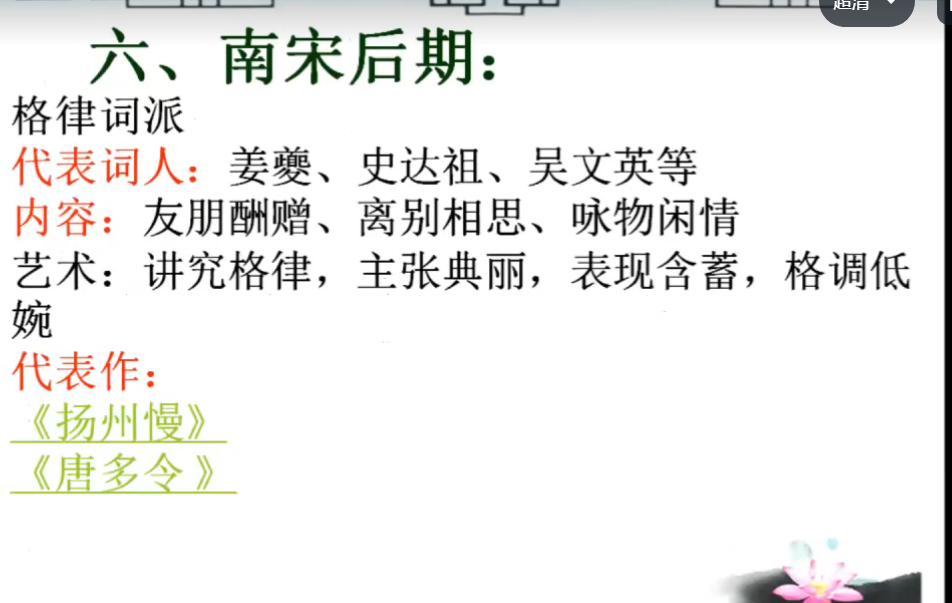 超清
六、南宋后期：
格律词派
代表词人：姜夔、史达祖、吴文英等
内容：友朋酬赠、离别相思、咏物闲情
艺术：讲究格律，主张典丽，表现含蓄，格调低
婉
代表作：
《扬州慢》
《唐多令 》